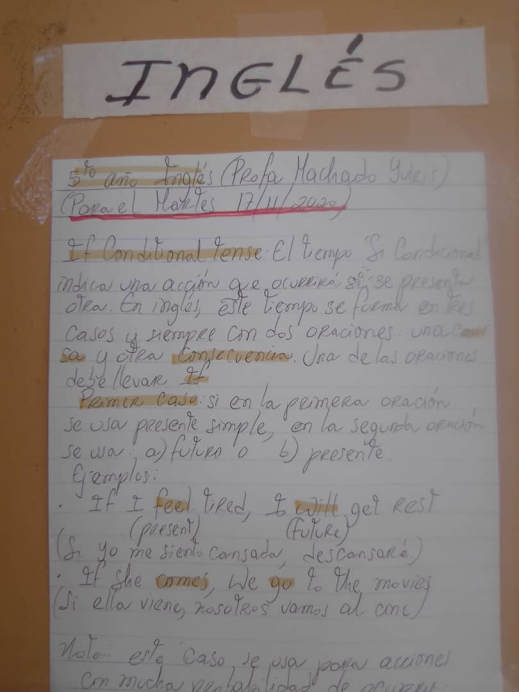 INGLÉS
5to año Inglés (Profa Machado Yuleis)
(Para el Martes 17/11/2020)
If Conditional tense: El tiempo Si Condicional
indica una acción que ocurrirá si se presenta
otra. En inglés, este tiempo se forma en tres
casos y siempre con dos oraciones: una cau
sa y otra consecuencia. Una de las oraciones
debe llevar If
Primer caso: si en la primera oración
se usa presente simple, en la segunda oración
se usa: a) futuro o b) presente
Ejemplos:
· If I feel tired, I will get rest
(present) (future)
(Si yo me siento cansada, descansaré)
· If she comes, we go to the movies
(Si ella viene, nosotros vamos al cine)
Nota: este caso se usa para acciones
con mucha probabilidad de ocurrir.